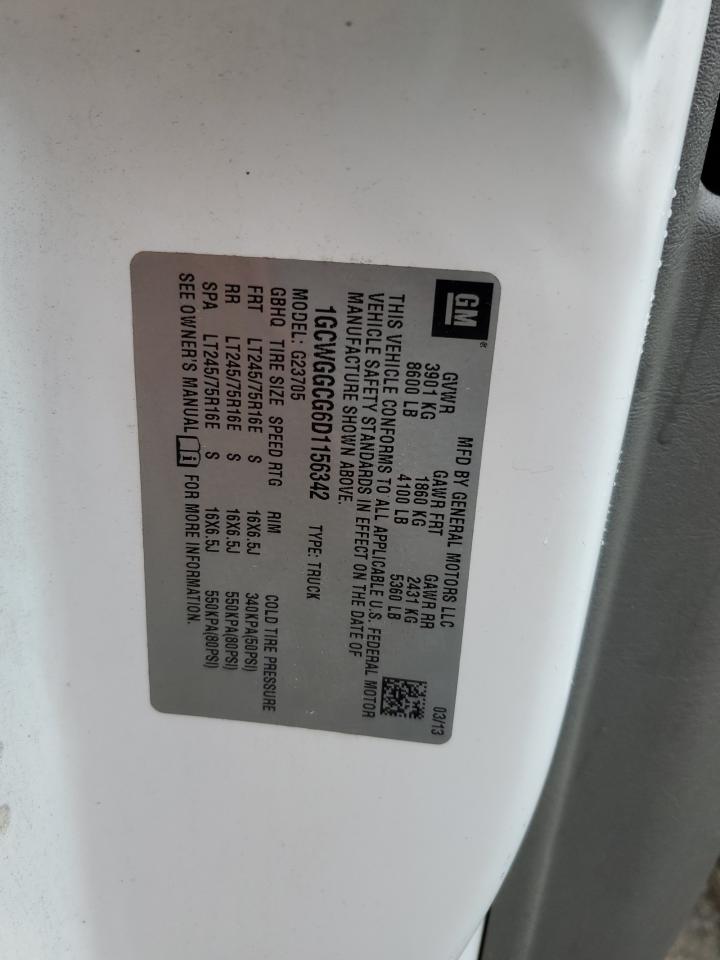 GM®
MFD BY GENERAL MOTORS LLC 03/13
GVWR GAWR FRT GAWR RR
3901 KG 1860 KG 2431 KG
8600 LB 4100 LB 5360 LB
THIS VEHICLE CONFORMS TO ALL APPLICABLE U.S. FEDERAL MOTOR
VEHICLE SAFETY STANDARDS IN EFFECT ON THE DATE OF
MANUFACTURE SHOWN ABOVE.
1GCWGGCG6D1156342 TYPE: TRUCK
MODEL: G23705
GBHQ TIRE SIZE SPEED RTG RIM COLD TIRE PRESSURE
FRT LT245/75R16E S 16X6.5J 340KPA(50PSI)
RR LT245/75R16E S 16X6.5J 550KPA(80PSI)
SPA LT245/75R16E S 16X6.5J 550KPA(80PSI)
SEE OWNER'S MANUAL i FOR MORE INFORMATION.